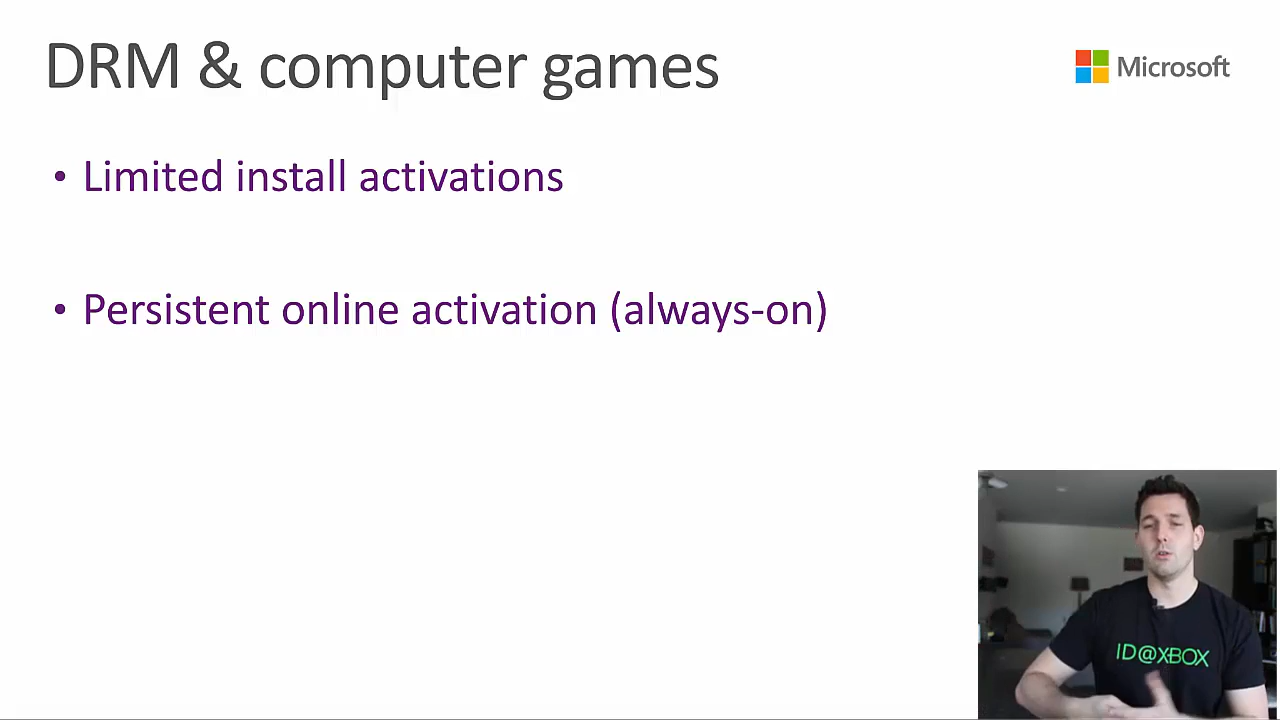 DRM & computer games
Microsoft
• Limited install activations
• Persistent online activation (always-on)
ID@XBOX